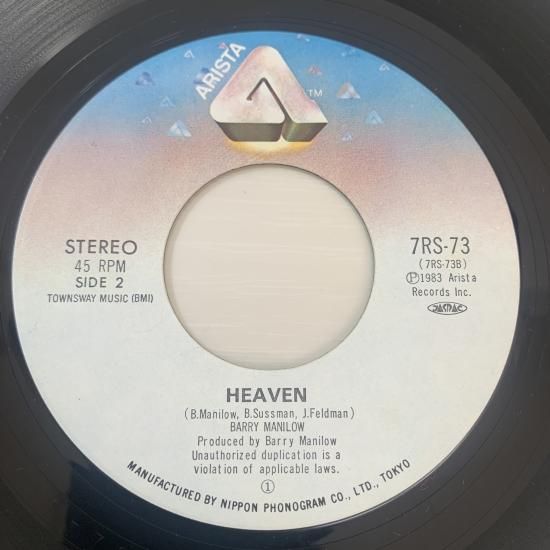 ARISTA
TM
STEREO
45 RPM
SIDE 2
TOWNSWAY MUSIC (BMI)
7RS-73
(7RS-73B)
Ⓟ1983 Arista
Records Inc.
JASRAC
HEAVEN
(B.Manilow, B.Sussman, J.Feldman)
BARRY MANILOW
Produced by Barry Manilow
Unauthorized duplication is a
violation of applicable laws.
①
MANUFACTURED BY NIPPON PHONOGRAM CO., LTD., TOKYO